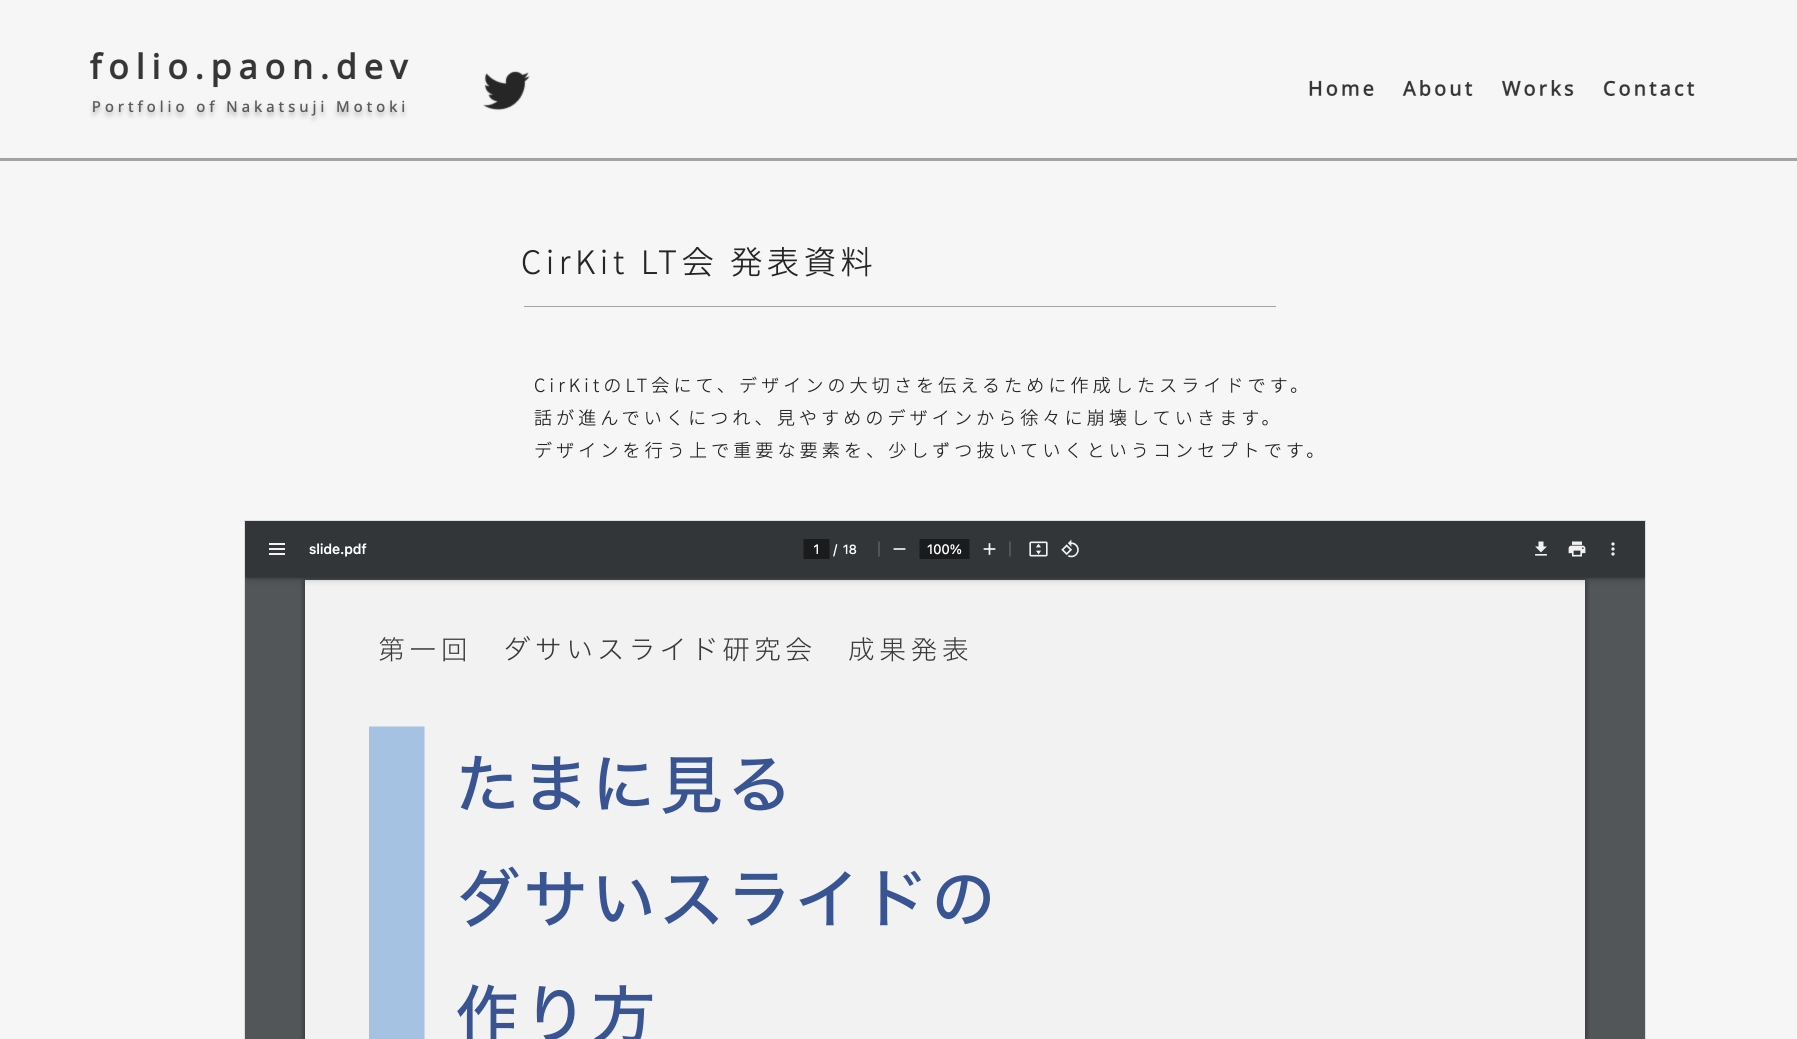 folio.paon.dev
Portfolio of Nakatsuji Motoki
Home About Works Contact
CirKit LT会 発表資料
CirKitのLT会にて、デザインの大切さを伝えるために作成したスライドです。
話が進んでいくにつれ、見やすめのデザインから徐々に崩壊していきます。
デザインを行う上で重要な要素を、少しずつ抜いていくというコンセプトです。
slide.pdf 1 / 18 100%
第一回　ダサいスライド研究会　成果発表
たまに見る
ダサいスライドの
作り方